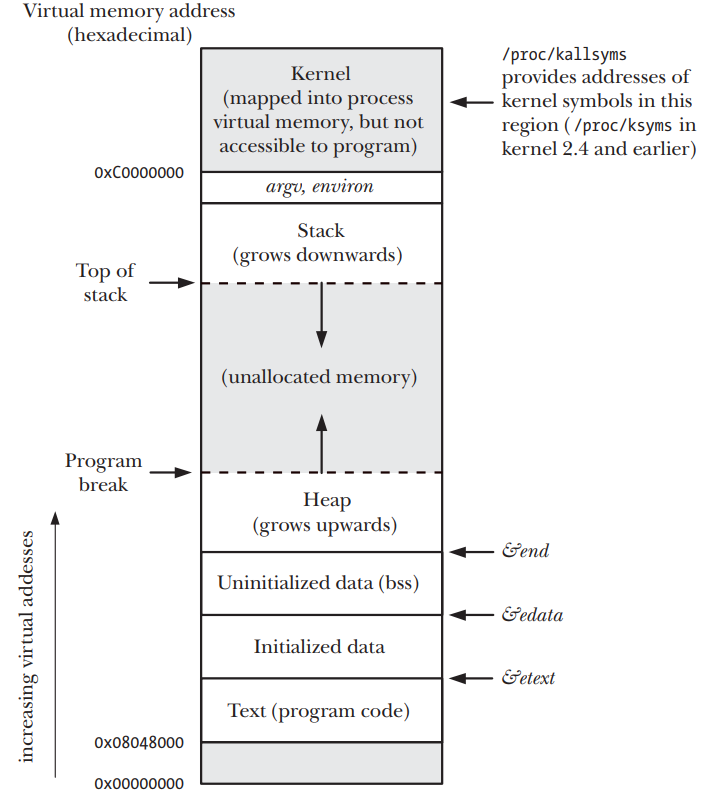 Virtual memory address
(hexadecimal)
/proc/kallsyms
provides addresses of
kernel symbols in this
region ( /proc/ksyms in
kernel 2.4 and earlier)
Kernel
(mapped into process
virtual memory, but not
accessible to program)
0xC0000000
argv, environ
Stack
(grows downwards)
Top of
stack
(unallocated memory)
Program
break
Heap
(grows upwards)
&end
Uninitialized data (bss)
&edata
Initialized data
&etext
Text (program code)
0x08048000
0x00000000
increasing virtual addesses